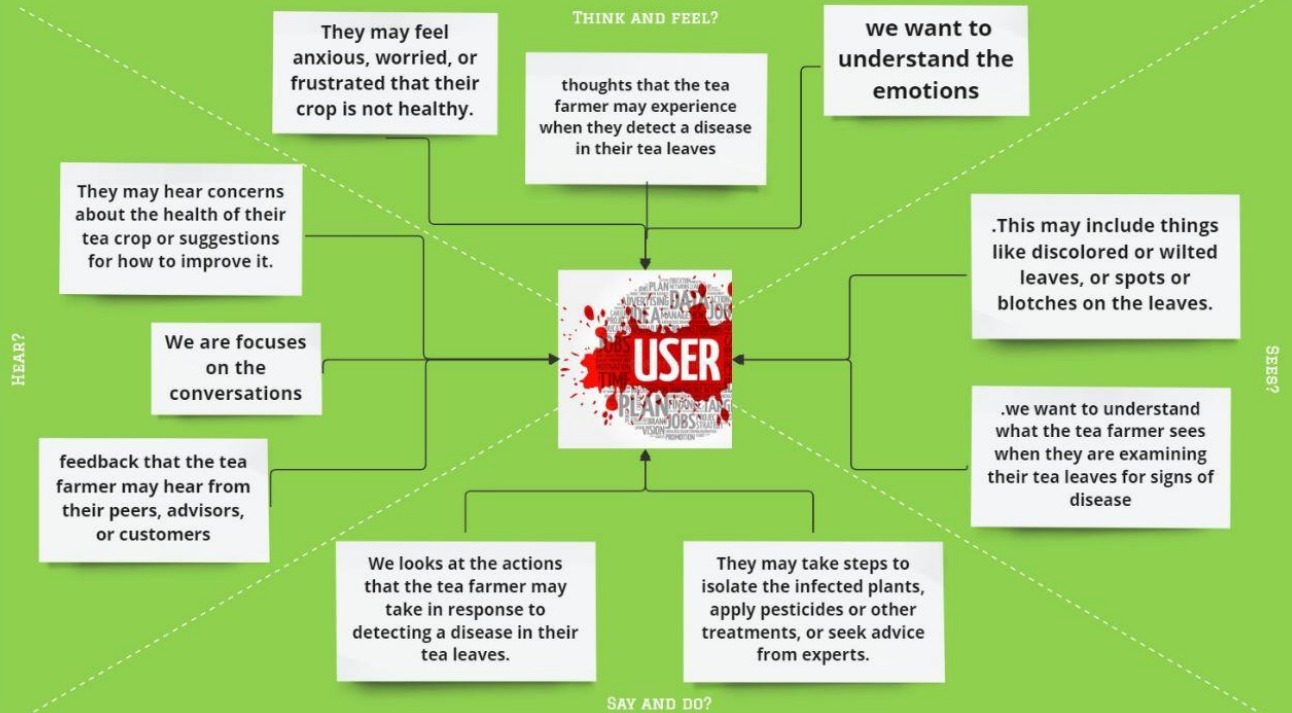 THINK AND FEEL?
They may feel
anxious, worried, or
frustrated that their
crop is not healthy.
thoughts that the tea
farmer may experience
when they detect a disease
in their tea leaves
we want to
understand the
emotions
HEAR?
They may hear concerns
about the health of their
tea crop or suggestions
for how to improve it.
We are focuses
on the
conversations
feedback that the tea
farmer may hear from
their peers, advisors,
or customers
USER
PLAN
DATA
IDEA
JOBS
TIME
PLAN
JOBS
VISION
PROMOTION
SEES?
.This may include things
like discolored or wilted
leaves, or spots or
blotches on the leaves.
.we want to understand
what the tea farmer sees
when they are examining
their tea leaves for signs of
disease
We looks at the actions
that the tea farmer may
take in response to
detecting a disease in their
tea leaves.
They may take steps to
isolate the infected plants,
apply pesticides or other
treatments, or seek advice
from experts.
SAY AND DO?